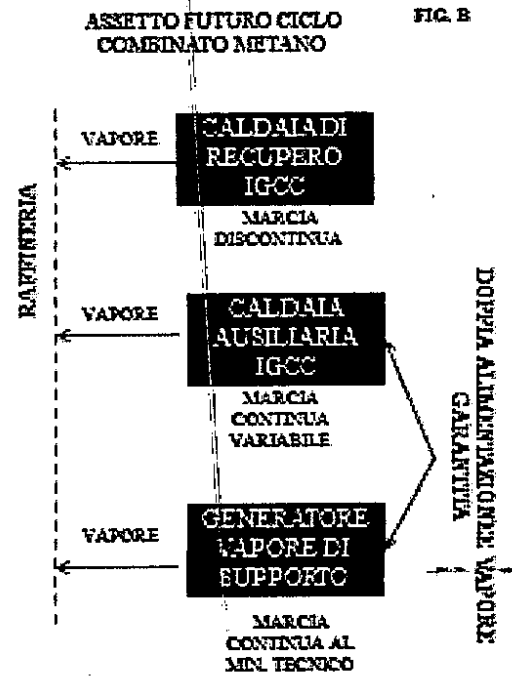 ASSETTO FUTURO CICLO
COMBINATO METANO
FIG. B
VAPORE
CALDAIA DI
RECUPERO
IGCC
MARCIA
DISCONTINUA
RAFFINERIA
VAPORE
CALDAIA
AUSILIARIA
IGCC
MARCIA
CONTINUA
VARIABILE
DOPPIA ALIMENTAZIONE VAPORE
GARANTITA
VAPORE
GENERATORE
VAPORE DI
SUPPORTO
MARCIA
CONTINUA AL
MIN. TECNICO